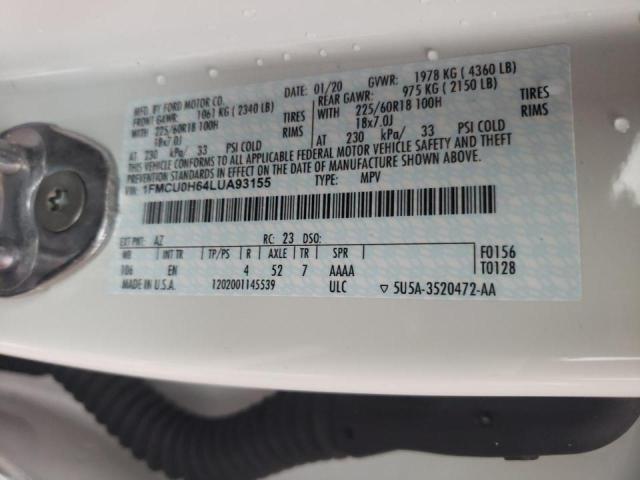 MFD. BY FORD MOTOR CO.
DATE: 01/20 GVWR: 1978 KG ( 4360 LB)
FRONT GAWR: 1061 KG ( 2340 LB)
REAR GAWR: 975 KG ( 2150 LB)
WITH 225/60R18 100H TIRES
18x7.0J RIMS
WITH 225/60R18 100H TIRES
18x7.0J RIMS
AT 230 kPa/ 33 PSI COLD
AT 230 kPa/ 33 PSI COLD
THIS VEHICLE CONFORMS TO ALL APPLICABLE FEDERAL MOTOR VEHICLE SAFETY AND THEFT
PREVENTION STANDARDS IN EFFECT ON THE DATE OF MANUFACTURE SHOWN ABOVE.
VIN: 1FMCU0H64LUA93155 TYPE: MPV
EXT PNT: AZ RC: 23 DSO:
WB INT TR TP/PS R AXLE TR SPR F0156
106 EN 4 52 7 AAAA T0128
MADE IN U.S.A. 1202001145539 ULC ▽ 5U5A-3520472-AA